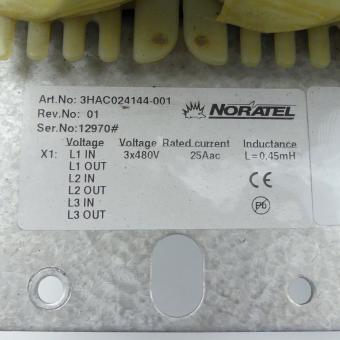 Art.No: 3HAC024144-001
Rev.No: 01
Ser.No:12970#
NORATEL
Voltage Voltage Rated current Inductance
X1: L1 IN 3x480V 25Aac L=0,45mH
L1 OUT
L2 IN
L2 OUT
L3 IN
L3 OUT
CE
Pb